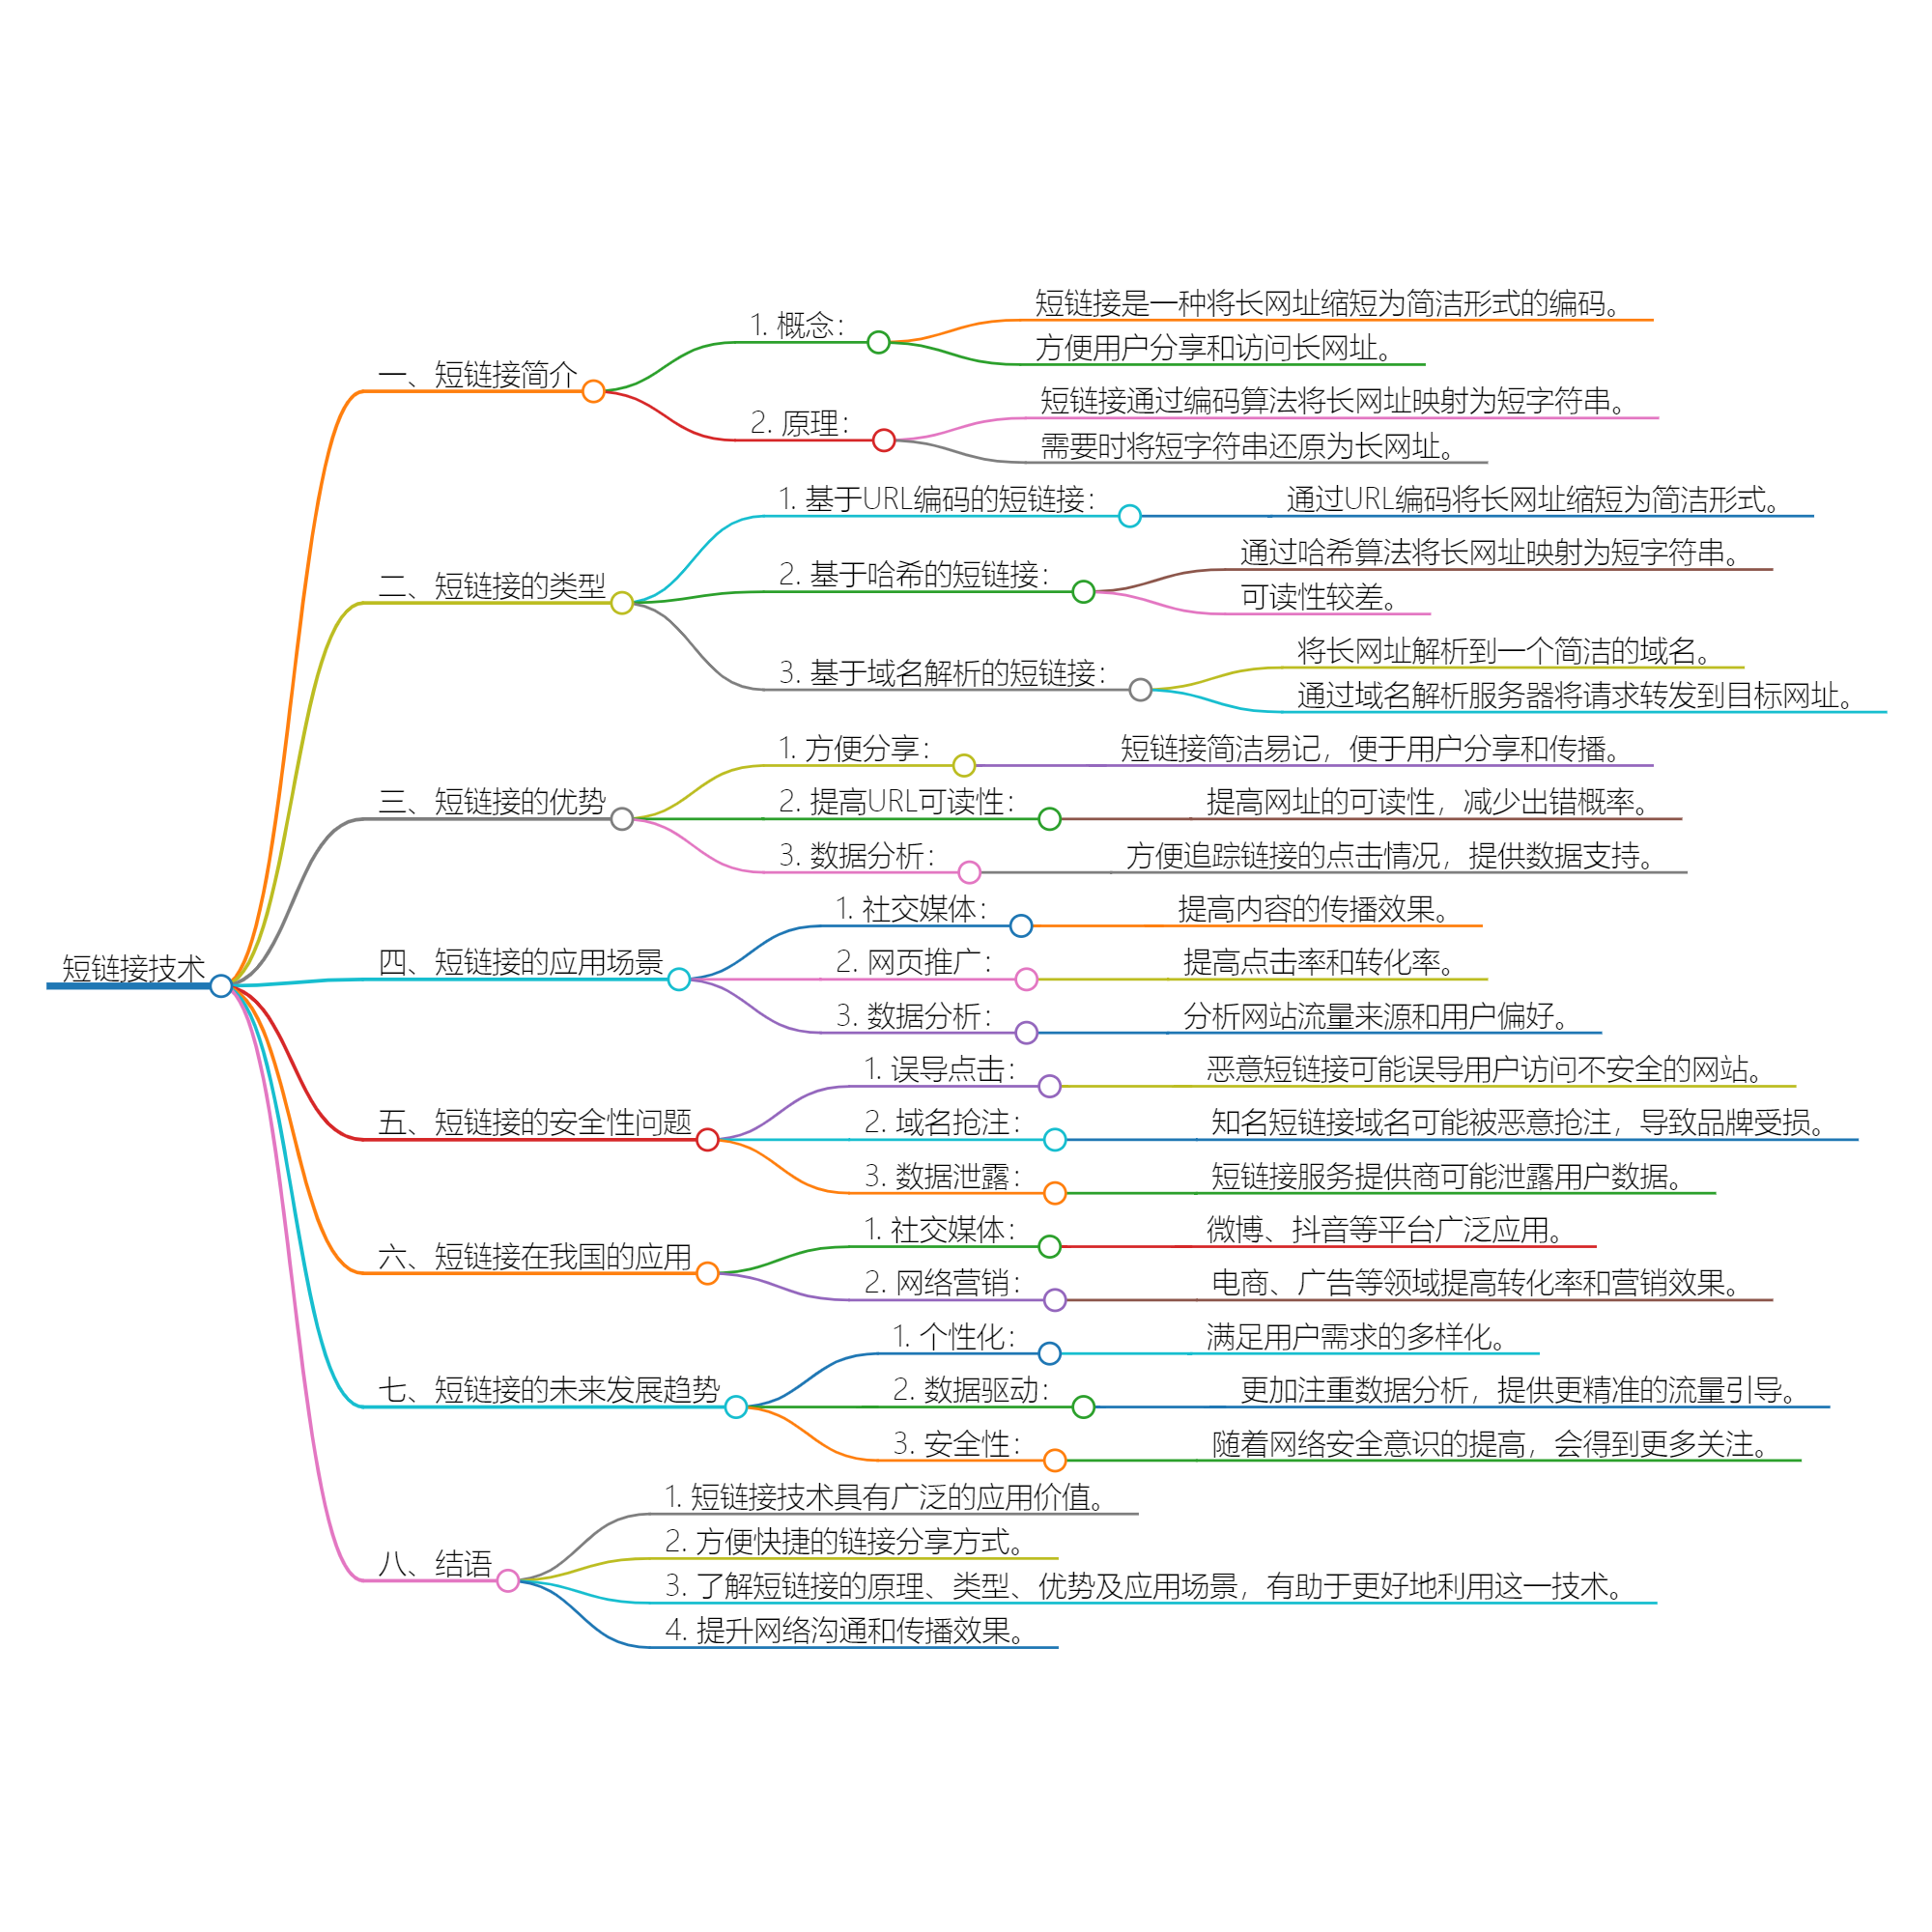 短链接技术
一、短链接简介
1. 概念：
短链接是一种将长网址缩短为简洁形式的编码。
方便用户分享和访问长网址。
2. 原理：
短链接通过编码算法将长网址映射为短字符串。
需要时将短字符串还原为长网址。
二、短链接的类型
1. 基于URL编码的短链接：
通过URL编码将长网址缩短为简洁形式。
2. 基于哈希的短链接：
通过哈希算法将长网址映射为短字符串。
可读性较差。
3. 基于域名解析的短链接：
将长网址解析到一个简洁的域名。
通过域名解析服务器将请求转发到目标网址。
三、短链接的优势
1. 方便分享：
短链接简洁易记，便于用户分享和传播。
2. 提高URL可读性：
提高网址的可读性，减少出错概率。
3. 数据分析：
方便追踪链接的点击情况，提供数据支持。
四、短链接的应用场景
1. 社交媒体：
提高内容的传播效果。
2. 网页推广：
提高点击率和转化率。
3. 数据分析：
分析网站流量来源和用户偏好。
五、短链接的安全性问题
1. 误导点击：
恶意短链接可能误导用户访问不安全的网站。
2. 域名抢注：
知名短链接域名可能被恶意抢注，导致品牌受损。
3. 数据泄露：
短链接服务提供商可能泄露用户数据。
六、短链接在我国的应用
1. 社交媒体：
微博、抖音等平台广泛应用。
2. 网络营销：
电商、广告等领域提高转化率和营销效果。
七、短链接的未来发展趋势
1. 个性化：
满足用户需求的多样化。
2. 数据驱动：
更加注重数据分析，提供更精准的流量引导。
3. 安全性：
随着网络安全意识的提高，会得到更多关注。
八、结语
1. 短链接技术具有广泛的应用价值。
2. 方便快捷的链接分享方式。
3. 了解短链接的原理、类型、优势及应用场景，有助于更好地利用这一技术。
4. 提升网络沟通和传播效果。